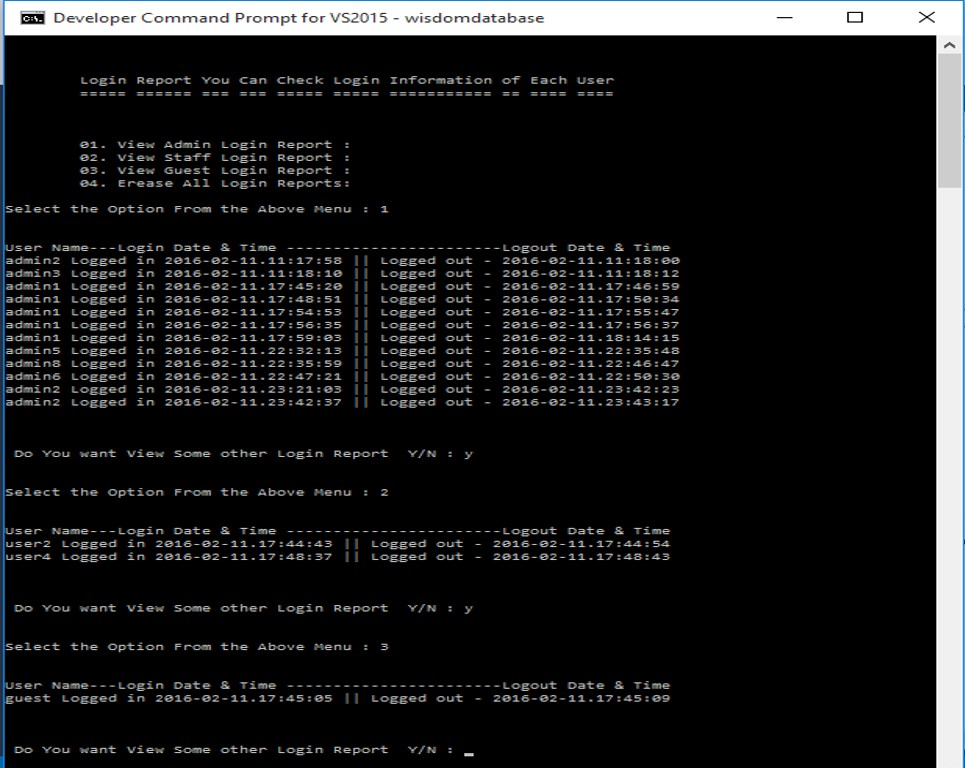 Developer Command Prompt for VS2015 - wisdomdatabase
Login Report You Can Check Login Information of Each User
===== ====== === === ===== ===== =========== == ==== ====
01. View Admin Login Report :
02. View Staff Login Report :
03. View Guest Login Report :
04. Erease All Login Reports:
Select the Option From the Above Menu : 1
User Name---Login Date & Time -----------------------Logout Date & Time
admin2 Logged in 2016-02-11.11:17:58 || Logged out - 2016-02-11.11:18:00
admin3 Logged in 2016-02-11.11:18:10 || Logged out - 2016-02-11.11:18:12
admin1 Logged in 2016-02-11.17:45:20 || Logged out - 2016-02-11.17:46:59
admin1 Logged in 2016-02-11.17:48:51 || Logged out - 2016-02-11.17:50:34
admin1 Logged in 2016-02-11.17:54:53 || Logged out - 2016-02-11.17:55:47
admin1 Logged in 2016-02-11.17:56:35 || Logged out - 2016-02-11.17:56:37
admin1 Logged in 2016-02-11.17:59:03 || Logged out - 2016-02-11.18:14:15
admin5 Logged in 2016-02-11.22:32:13 || Logged out - 2016-02-11.22:35:48
admin8 Logged in 2016-02-11.22:35:59 || Logged out - 2016-02-11.22:46:47
admin6 Logged in 2016-02-11.22:47:21 || Logged out - 2016-02-11.22:50:30
admin2 Logged in 2016-02-11.23:21:03 || Logged out - 2016-02-11.23:42:23
admin2 Logged in 2016-02-11.23:42:37 || Logged out - 2016-02-11.23:43:17
Do You want View Some other Login Report  Y/N : y
Select the Option From the Above Menu : 2
User Name---Login Date & Time -----------------------Logout Date & Time
user2 Logged in 2016-02-11.17:44:43 || Logged out - 2016-02-11.17:44:54
user4 Logged in 2016-02-11.17:48:37 || Logged out - 2016-02-11.17:48:43
Do You want View Some other Login Report  Y/N : y
Select the Option From the Above Menu : 3
User Name---Login Date & Time -----------------------Logout Date & Time
guest Logged in 2016-02-11.17:45:05 || Logged out - 2016-02-11.17:45:09
Do You want View Some other Login Report  Y/N : _